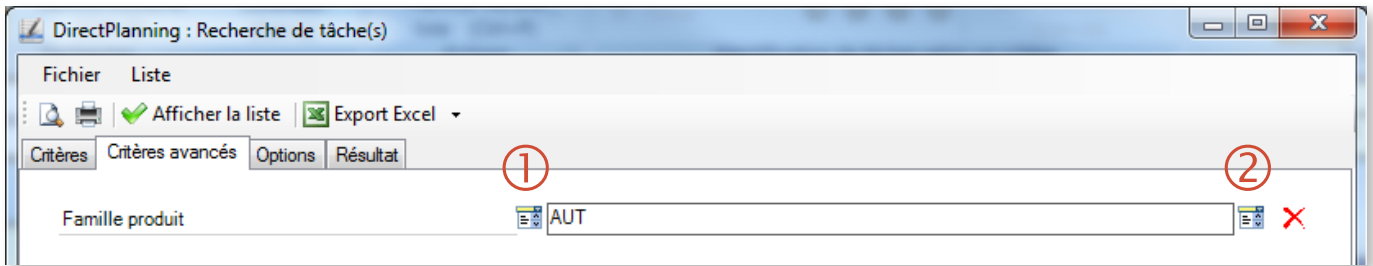 DirectPlanning : Recherche de tâche(s)
Fichier Liste
Afficher la liste Export Excel
Critères Critères avancés Options Résultat
① ②
Famille produit AUT